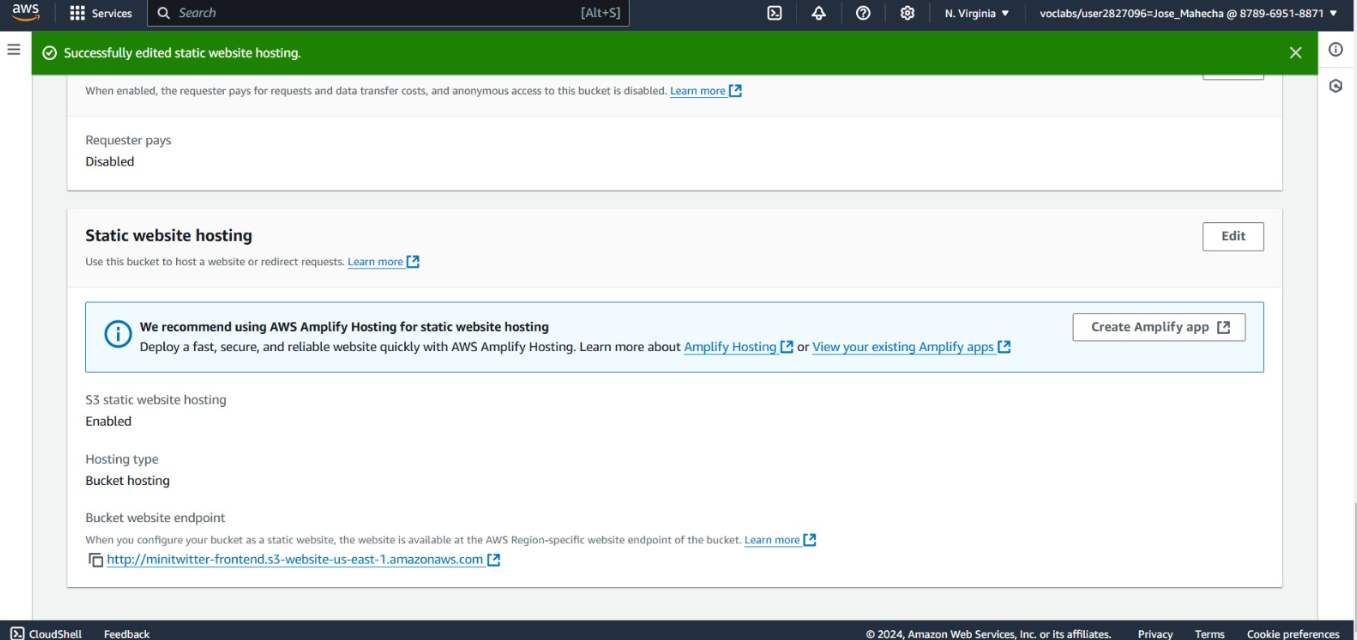 aws
Services
Search
[Alt+S]
N. Virginia
voclabs/user2827096=Jose_Mahecha @ 8789-6951-8871
Successfully edited static website hosting.
When enabled, the requester pays for requests and data transfer costs, and anonymous access to this bucket is disabled. Learn more
Requester pays
Disabled
Static website hosting
Edit
Use this bucket to host a website or redirect requests. Learn more
We recommend using AWS Amplify Hosting for static website hosting
Create Amplify app
Deploy a fast, secure, and reliable website quickly with AWS Amplify Hosting. Learn more about Amplify Hosting or View your existing Amplify apps
S3 static website hosting
Enabled
Hosting type
Bucket hosting
Bucket website endpoint
When you configure your bucket as a static website, the website is available at the AWS Region-specific website endpoint of the bucket. Learn more
http://minitwitter-frontend.s3-website-us-east-1.amazonaws.com
CloudShell
Feedback
© 2024, Amazon Web Services, Inc. or its affiliates.
Privacy
Terms
Cookie preferences